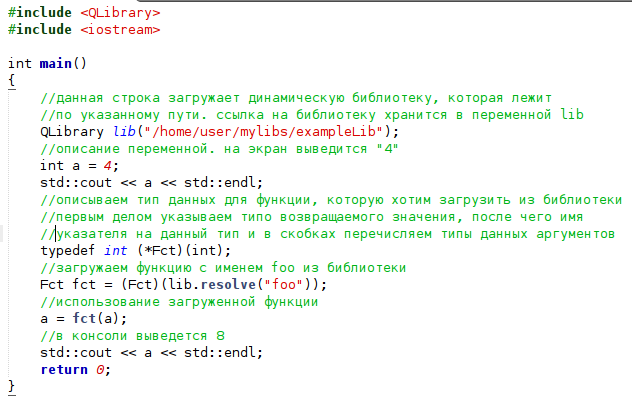 #include <QLibrary>
#include <iostream>
int main()
{
//данная строка загружает динамическую библиотеку, которая лежит
//по указанному пути. ссылка на библиотеку хранится в переменной lib
QLibrary lib("/home/user/mylibs/exampleLib");
//описание переменной. на экран выведится "4"
int a = 4;
std::cout << a << std::endl;
//описываем тип данных для функции, которую хотим загрузить из библиотеки
//первым делом указываем типо возвращаемого значения, после чего имя
//указателя на данный тип и в скобках перечисляем типы данных аргументов
typedef int (*Fct)(int);
//загружаем функцию с именем foo из библиотеки
Fct fct = (Fct)(lib.resolve("foo"));
//использование загруженной функции
a = fct(a);
//в консоли выведется 8
std::cout << a << std::endl;
return 0;
}